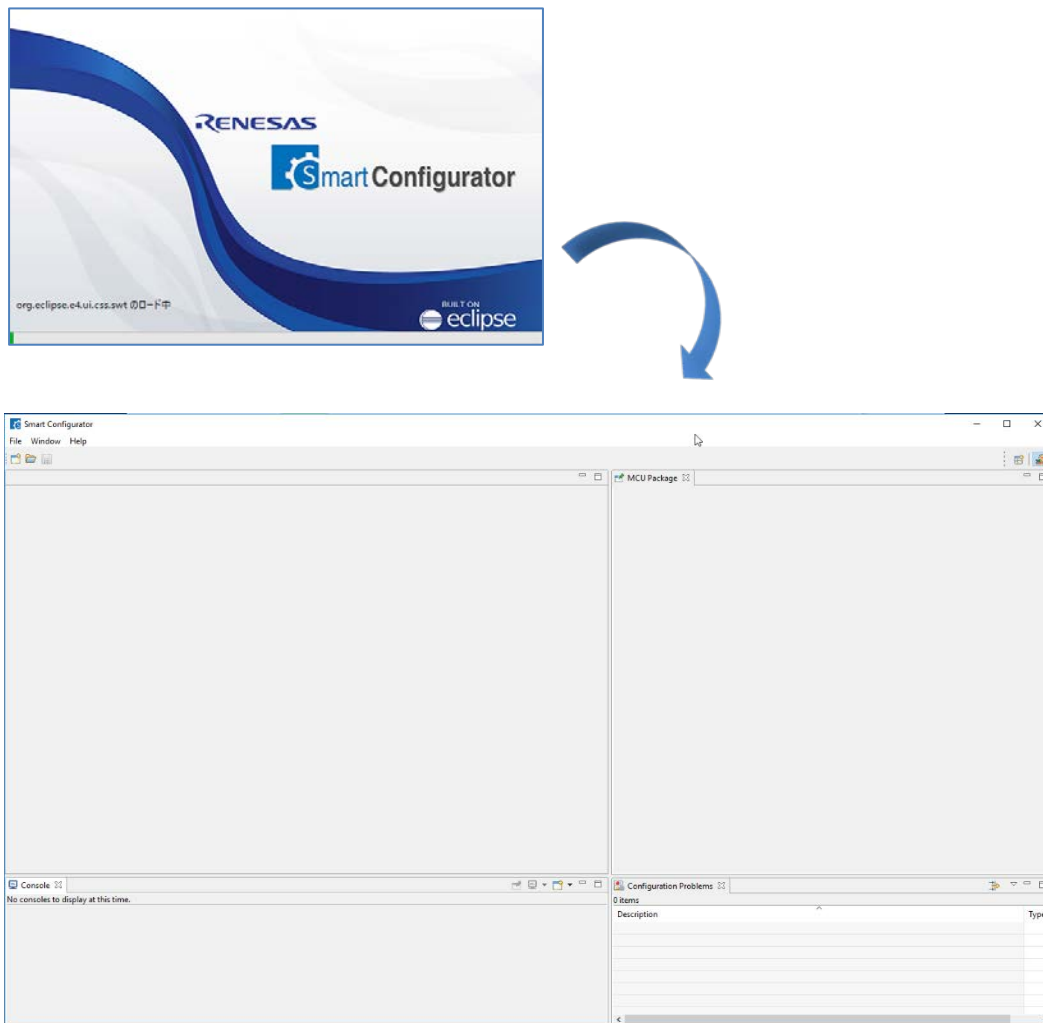 RENESAS
Smart Configurator
org.eclipse.e4.ui.css.swt のロード中
BUILT ON
eclipse
Smart Configurator
File Window Help
MCU Package
Console
No consoles to display at this time.
Configuration Problems
0 items
Description
Type